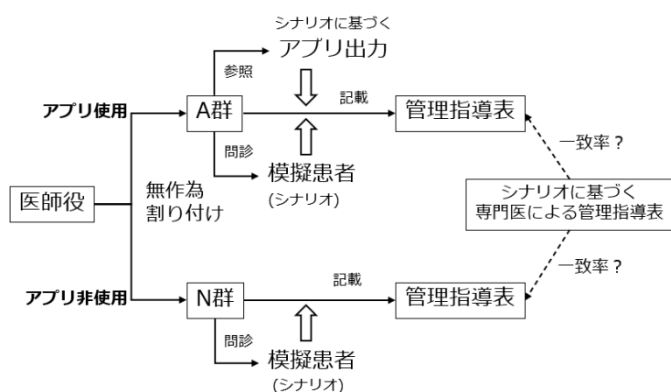 シナリオに基づく
アプリ出力
参照
アプリ使用
A群
記載
管理指導表
問診
一致率？
模擬患者
(シナリオ)
医師役
無作為
割り付け
シナリオに基づく
専門医による管理指導表
アプリ非使用
N群
記載
管理指導表
一致率？
問診
模擬患者
(シナリオ)